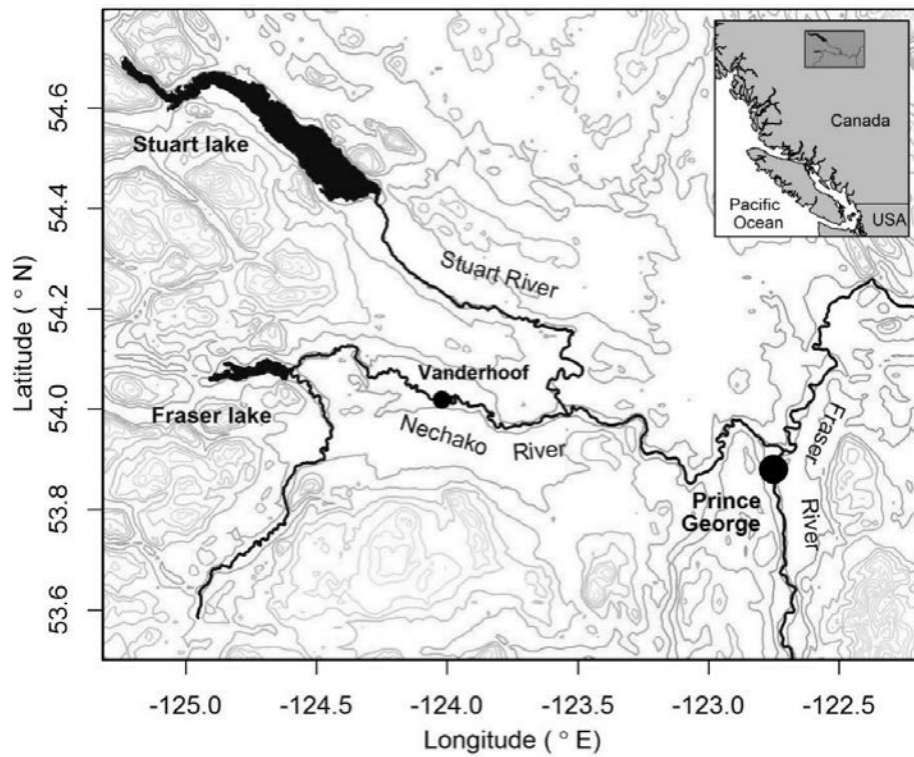 Canada
Pacific
Ocean
USA
Stuart lake
Stuart River
Vanderhoof
Fraser lake
Nechako River
Fraser River
Prince
George
54.6
54.4
54.2
54.0
53.8
53.6
Latitude ( ° N)
-125.0
-124.5
-124.0
-123.5
-123.0
-122.5
Longitude ( ° E)